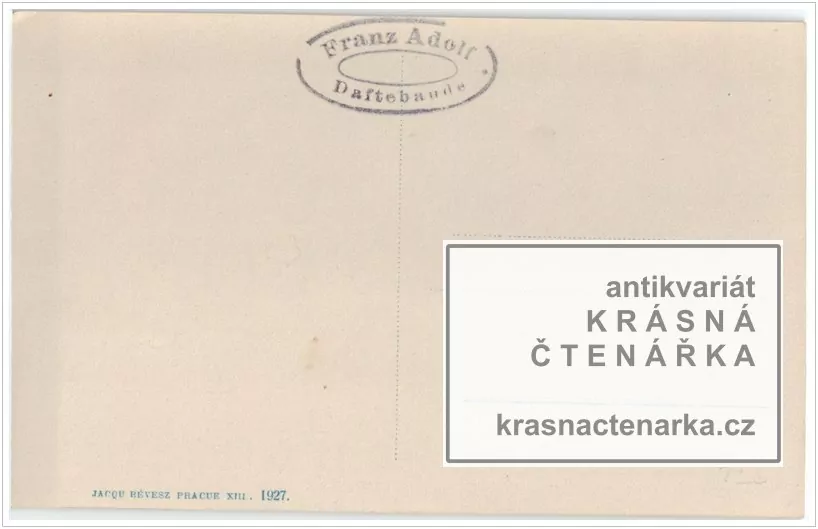 Franz Adolf
Daftebaude
antikvariát
KRÁSNÁ
ČTENÁŘKA
krasnactenarka.cz
JACQU RÉVESZ PRAGUE XIII. 1927.